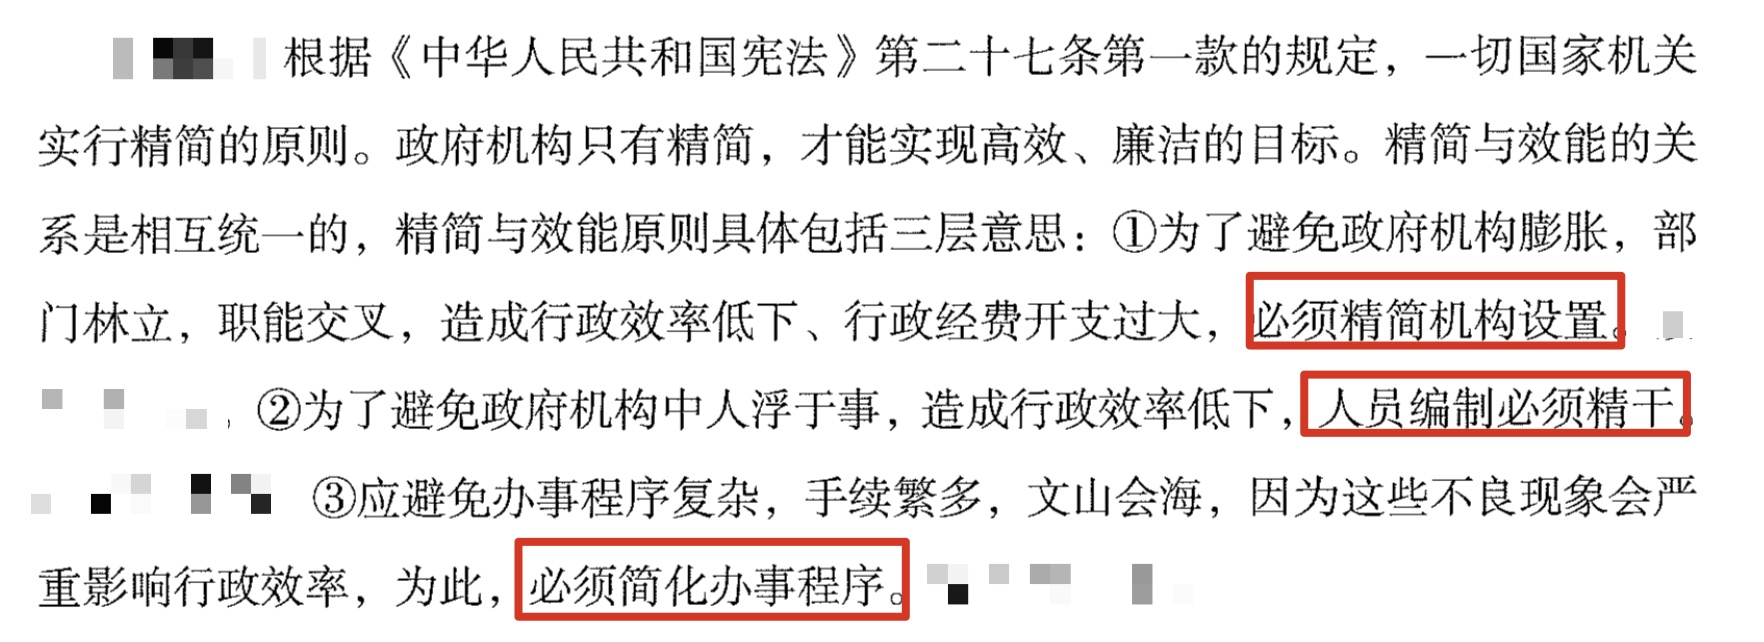 根据《中华人民共和国宪法》第二十七条第一款的规定，一切国家机关
实行精简的原则。政府机构只有精简，才能实现高效、廉洁的目标。精简与效能的关
系是相互统一的，精简与效能原则具体包括三层意思：①为了避免政府机构膨胀，部
门林立，职能交叉，造成行政效率低下、行政经费开支过大，必须精简机构设置。
②为了避免政府机构中人浮于事，造成行政效率低下，人员编制必须精干。
③应避免办事程序复杂，手续繁多，文山会海，因为这些不良现象会严
重影响行政效率，为此，必须简化办事程序。